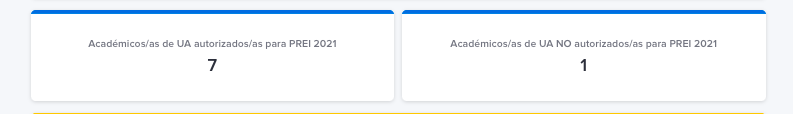 Académicos/as de UA autorizados/as para PREI 2021
7
Académicos/as de UA NO autorizados/as para PREI 2021
1